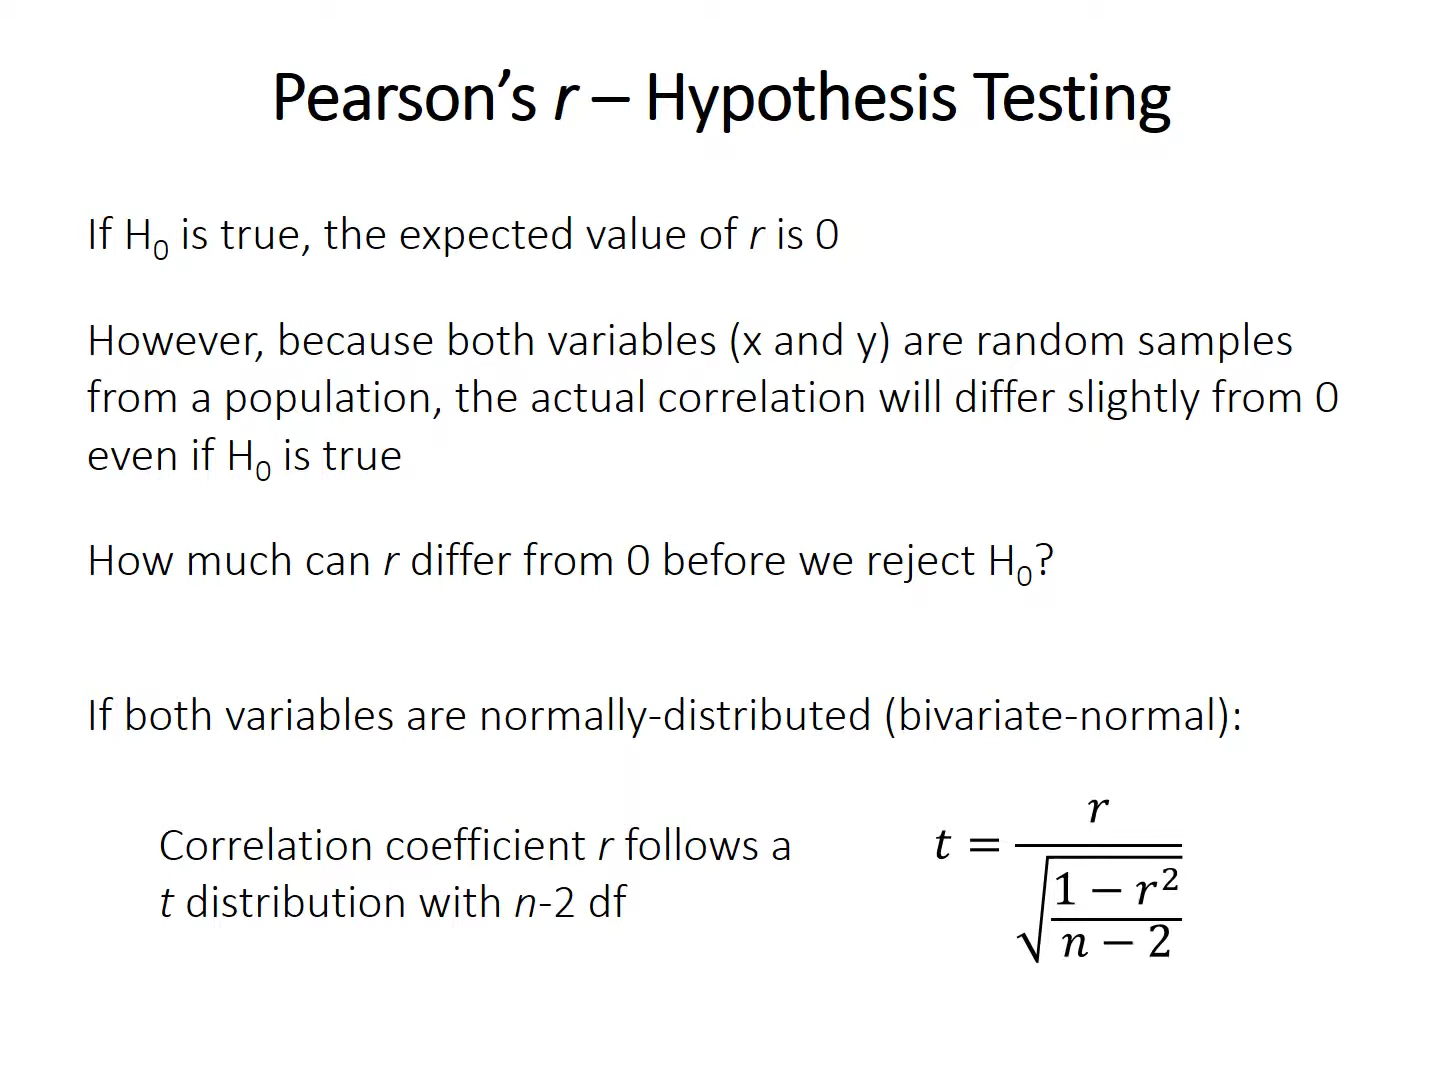 Pearson’s r – Hypothesis Testing
If H₀ is true, the expected value of r is 0
However, because both variables (x and y) are random samples
from a population, the actual correlation will differ slightly from 0
even if H₀ is true
How much can r differ from 0 before we reject H₀?
If both variables are normally-distributed (bivariate-normal):
Correlation coefficient r follows a
t distribution with n-2 df
t = r / √((1 − r²) / (n − 2))